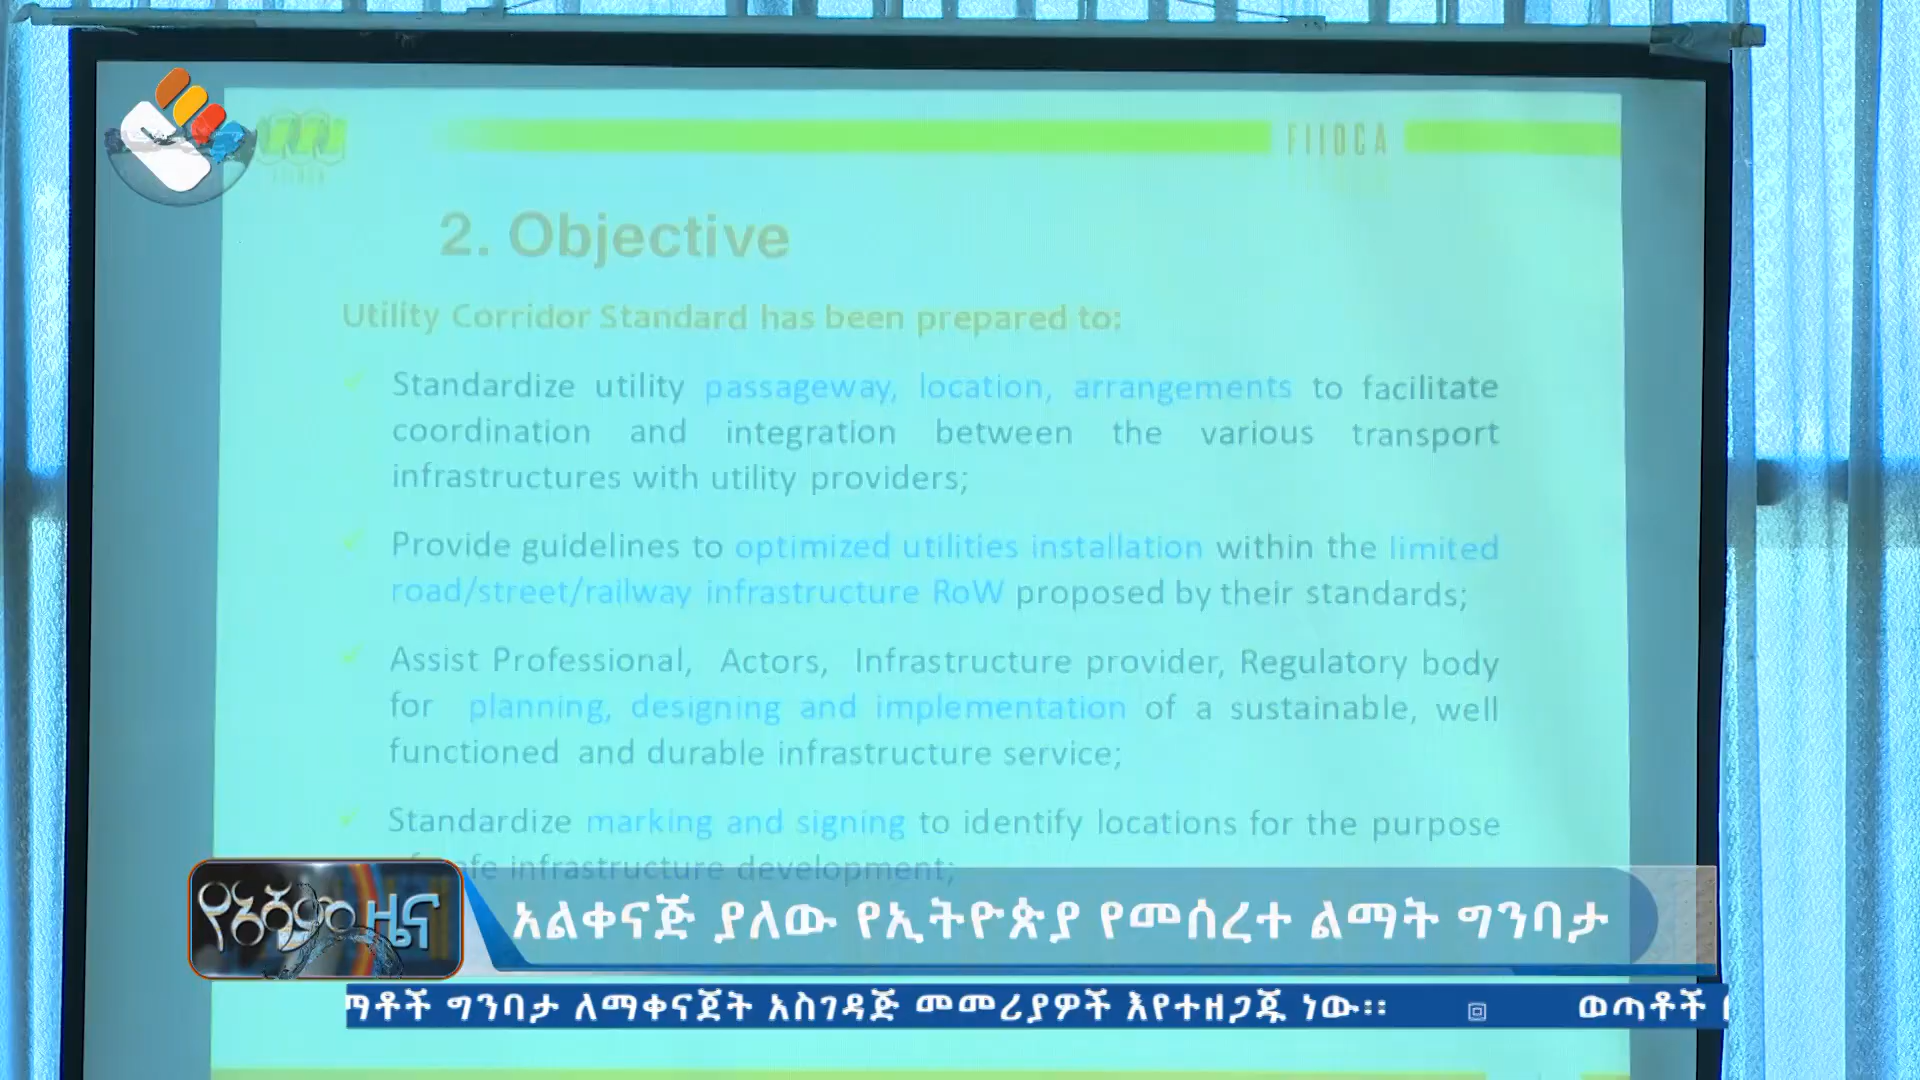 FIIDCA
2. Objective
Utility Corridor Standard has been prepared to:
Standardize utility passageway, location, arrangements to facilitate
coordination and integration between the various transport
infrastructures with utility providers;
Provide guidelines to optimized utilities installation within the limited
road/street/railway infrastructure RoW proposed by their standards;
Assist Professional, Actors, Infrastructure provider, Regulatory body
for planning, designing and implementation of a sustainable, well
functioned and durable infrastructure service;
Standardize marking and signing to identify locations for the purpose
infrastructure development;
ዜና
አልቀናጅ ያለው የኢትዮጵያ የመሰረተ ልማት ግንባታ
ማቶች ግንባታ ለማቀናጀት አስገዳጅ መመሪያዎች እየተዘጋጁ ነው። ወጣቶች